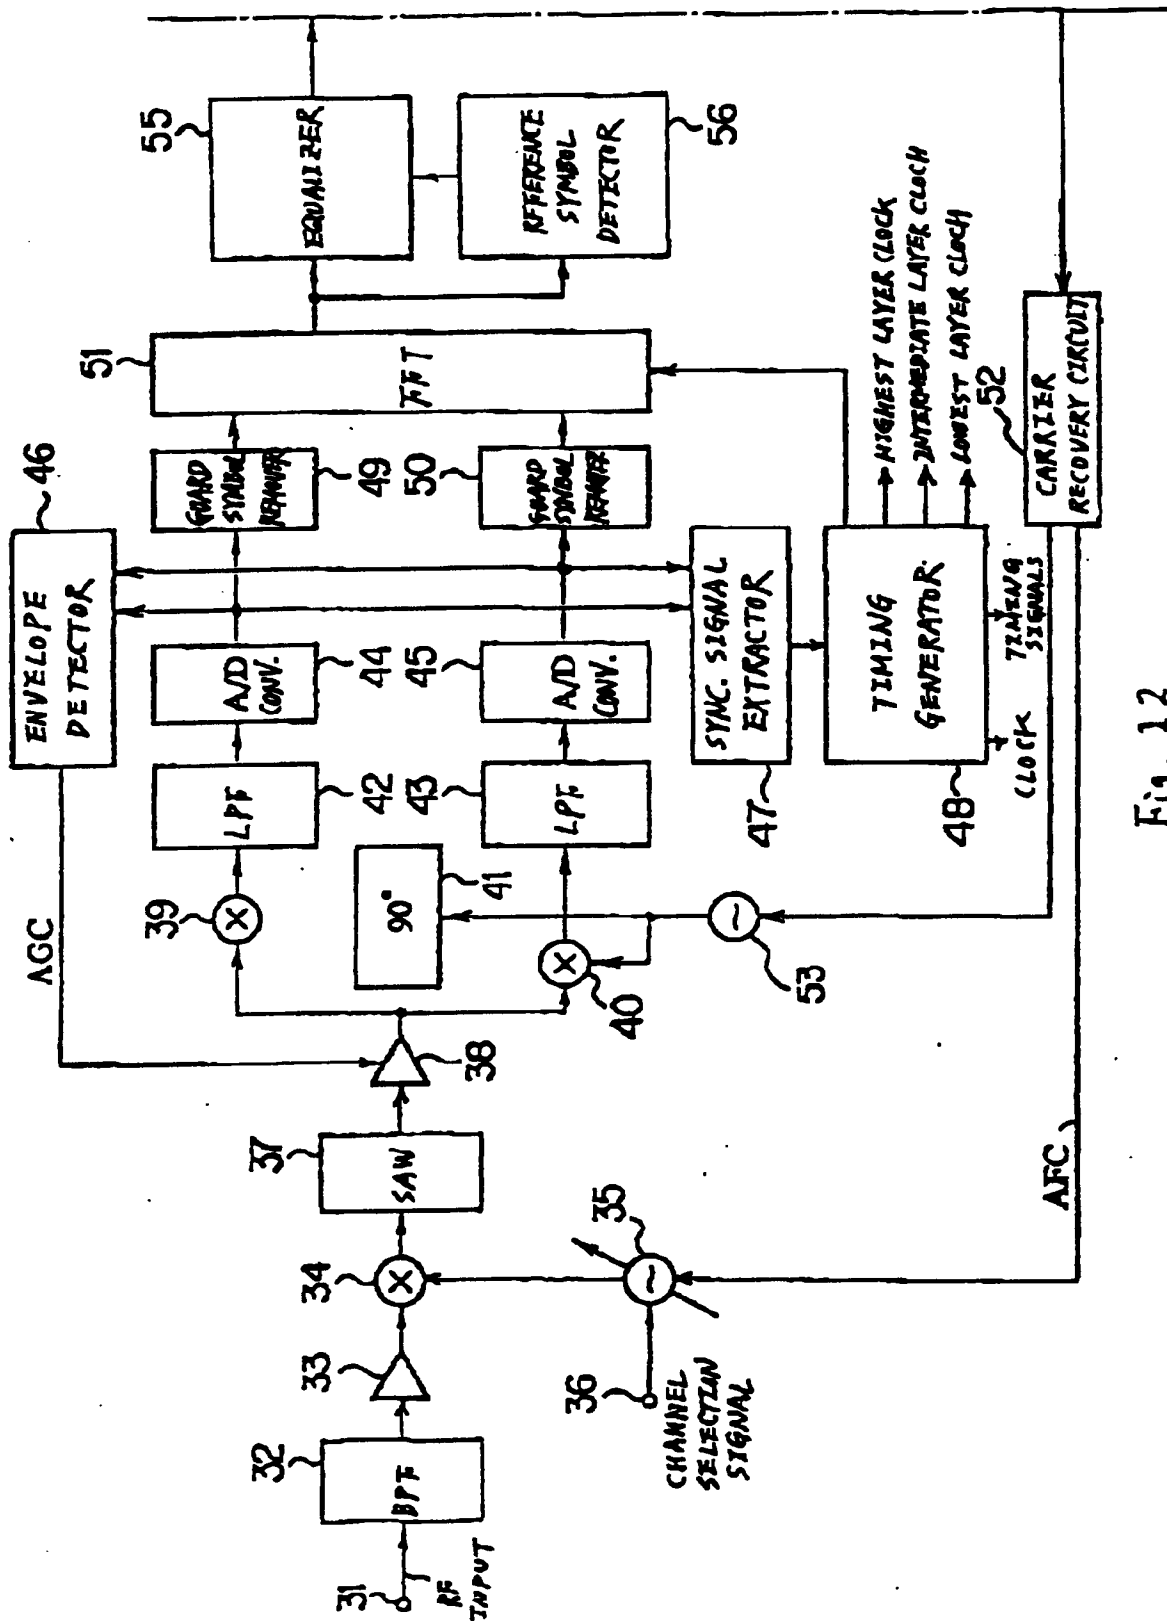 46
ENVELOPE
DETECTOR
AGC
51
55
31
RF
INPUT
32
BPF
33
34
37
SAW
38
39
LPF
42
A/D
CONV.
44
GUARD
SYMBOL
REMOVER
49
FFT
EQUALIZER
90°
41
40
43
LPF
45
A/D
CONV.
50
GUARD
SYMBOL
REFERENCE
SYMBOL
DETECTOR
56
36
CHANNEL
SELECTION
SIGNAL
35
53
47
SYNC. SIGNAL
EXTRACTOR
48
TIMING
GENERATOR
HIGHEST LAYER CLOCK
INTERMEDIATE LAYER CLOCH
LOWEST LAYER CLOCH
CLOCK
TIMING
SIGNALS
52
CARRIER
RECOVERY CIRCUIT
AFC
Fig. 12